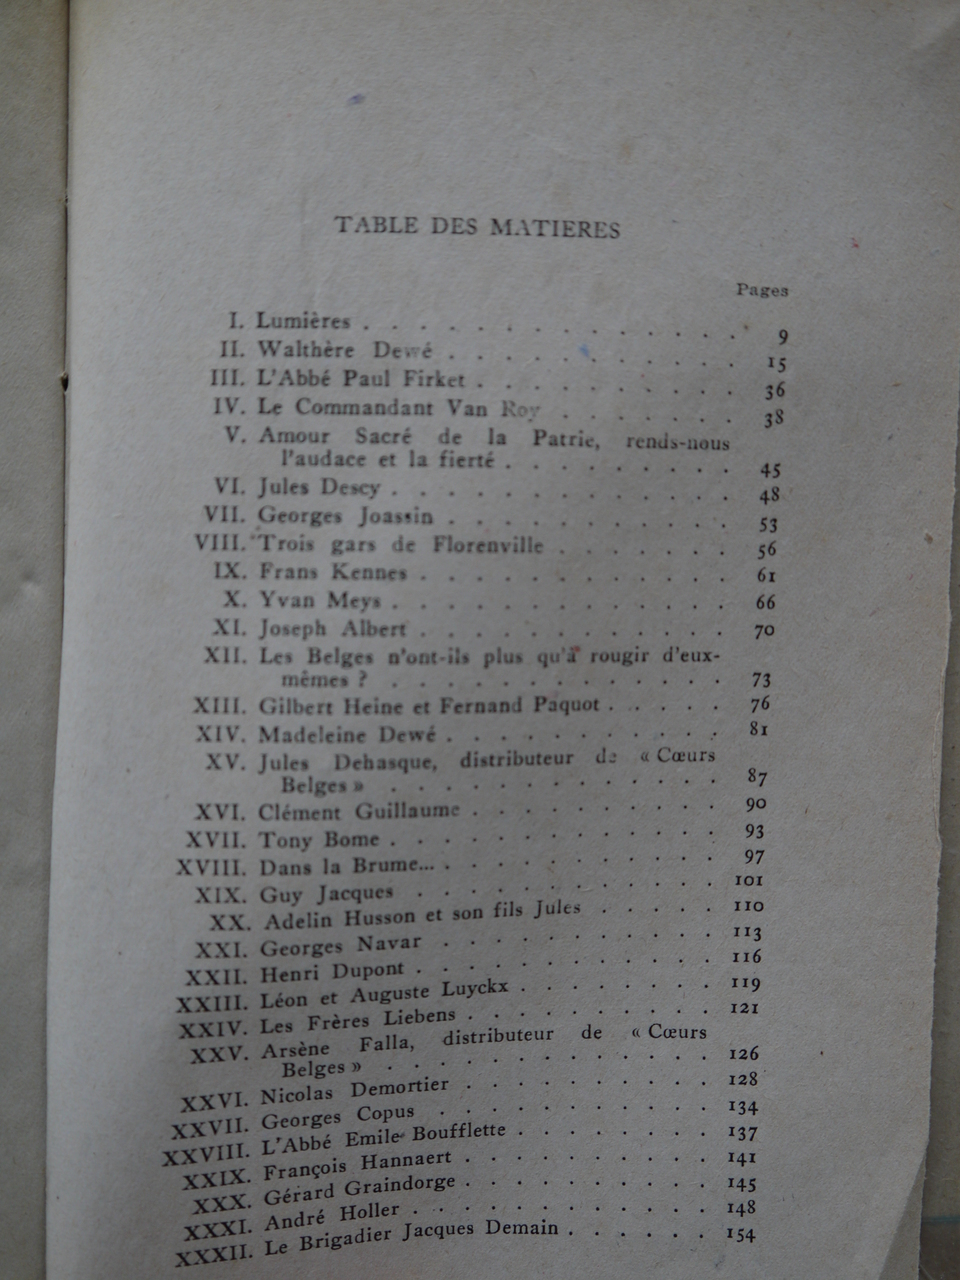 TABLE DES MATIERES
Pages
I. Lumières . . . . . . . . . . . . . . 9
II. Walthère Dewé . . . . . . . . . . . 15
III. L'Abbé Paul Firket . . . . . . . . . . 36
IV. Le Commandant Van Roy . . . . . . . 38
V. Amour Sacré de la Patrie, rends-nous
l'audace et la fierté . . . . . . . . . 45
VI. Jules Descy . . . . . . . . . . . . . 48
VII. Georges Joassin . . . . . . . . . . . 53
VIII. Trois gars de Florenville . . . . . . . 56
IX. Frans Kennes . . . . . . . . . . . . 61
X. Yvan Meys . . . . . . . . . . . . . 66
XI. Joseph Albert . . . . . . . . . . . . 70
XII. Les Belges n'ont-ils plus qu'à rougir d'eux-
mêmes ? . . . . . . . . . . . . . 73
XIII. Gilbert Heine et Fernand Paquot . . . . . 76
XIV. Madeleine Dewé . . . . . . . . . . . 81
XV. Jules Dehasque, distributeur de « Cœurs
Belges » . . . . . . . . . . . . . 87
XVI. Clément Guillaume . . . . . . . . . . 90
XVII. Tony Bome . . . . . . . . . . . . . 93
XVIII. Dans la Brume... . . . . . . . . . . . 97
XIX. Guy Jacques . . . . . . . . . . . . 101
XX. Adelin Husson et son fils Jules . . . . . 110
XXI. Georges Navar . . . . . . . . . . . 113
XXII. Henri Dupont . . . . . . . . . . . . 116
XXIII. Léon et Auguste Luyckx . . . . . . . . 119
XXIV. Les Frères Liebens . . . . . . . . . . 121
XXV. Arsène Falla, distributeur de « Cœurs
Belges » . . . . . . . . . . . . . 126
XXVI. Nicolas Demortier . . . . . . . . . . 128
XXVII. Georges Copus . . . . . . . . . . . 134
XXVIII. L'Abbé Emile Boufflette . . . . . . . . 137
XXIX. François Hannaert . . . . . . . . . . 141
XXX. Gérard Graindorge . . . . . . . . . . 145
XXXI. André Holler . . . . . . . . . . . . 148
XXXII. Le Brigadier Jacques Demain . . . . . . 154